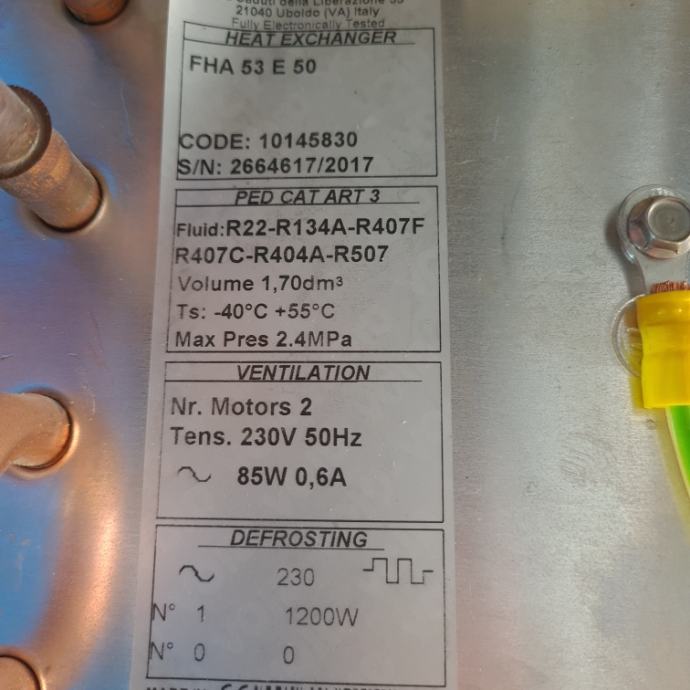 21040 Uboldo (VA) Italy
Fully Electronically Tested
HEAT EXCHANGER
FHA 53 E 50
CODE: 10145830
S/N: 2664617/2017
PED CAT ART 3
Fluid:R22-R134A-R407F
R407C-R404A-R507
Volume 1,70dm³
Ts: -40°C +55°C
Max Pres 2.4MPa
VENTILATION
Nr. Motors 2
Tens. 230V 50Hz
85W 0,6A
DEFROSTING
230
N° 1 1200W
N° 0 0